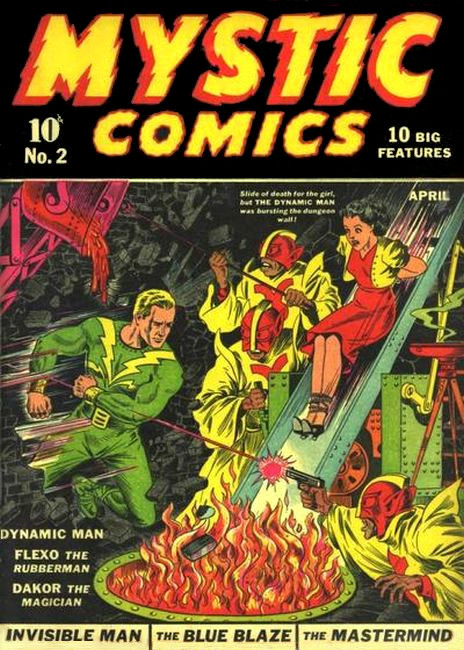 MYSTIC
COMICS
10¢
No. 2
10 BIG
FEATURES
APRIL
Slide of death for the girl,
but THE DYNAMIC MAN
was bursting the dungeon
wall!
DYNAMIC MAN
FLEXO THE
RUBBERMAN
DAKOR THE
MAGICIAN
INVISIBLE MAN THE BLUE BLAZE THE MASTERMIND